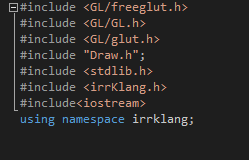 #include <GL/freeglut.h>
#include <GL/GL.h>
#include <GL/glut.h>
#include "Draw.h";
#include <stdlib.h>
#include <irrKlang.h>
#include<iostream>
using namespace irrklang;